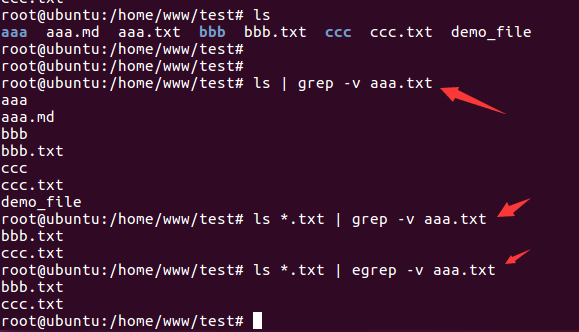 ccc.txt
root@ubuntu:/home/www/test# ls
aaa  aaa.md  aaa.txt  bbb  bbb.txt  ccc  ccc.txt  demo_file
root@ubuntu:/home/www/test#
root@ubuntu:/home/www/test#
root@ubuntu:/home/www/test# ls | grep -v aaa.txt
aaa
aaa.md
bbb
bbb.txt
ccc
ccc.txt
demo_file
root@ubuntu:/home/www/test# ls *.txt | grep -v aaa.txt
bbb.txt
ccc.txt
root@ubuntu:/home/www/test# ls *.txt | egrep -v aaa.txt
bbb.txt
ccc.txt
root@ubuntu:/home/www/test#